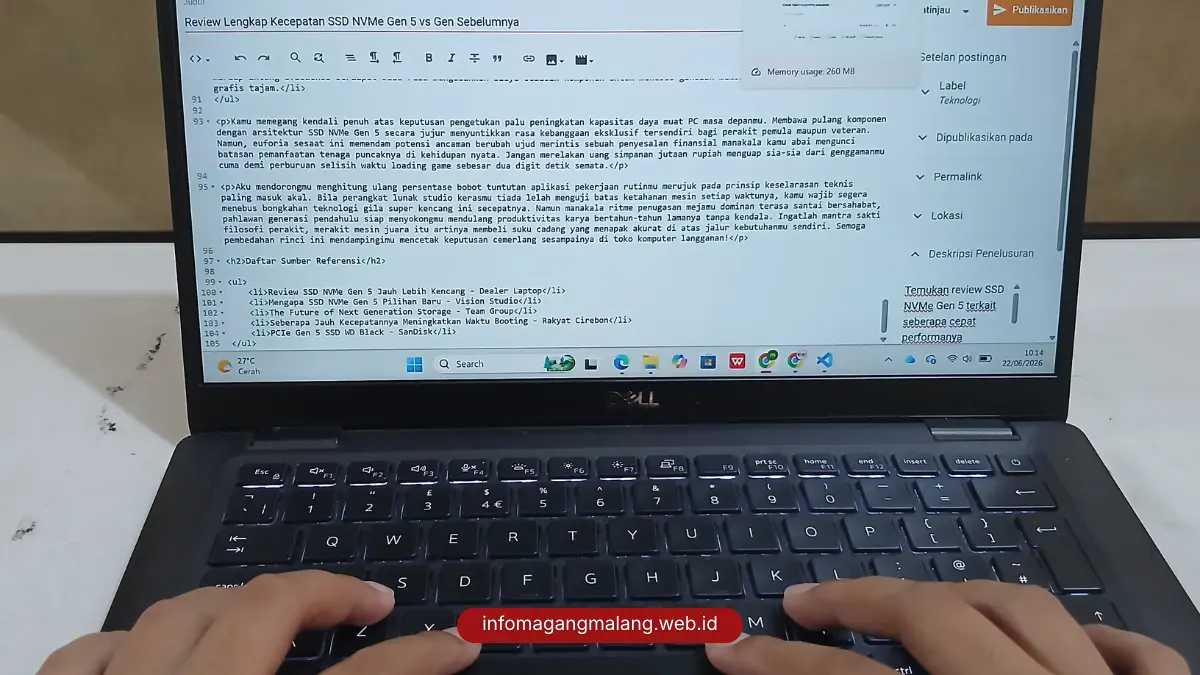 Judul
Review Lengkap Kecepatan SSD NVMe Gen 5 vs Gen Sebelumnya
Publikasikan
Memory usage: 260 MB
Setelan postingan
Label
Teknologi
Dipublikasikan pada
Permalink
Lokasi
Deskripsi Penelusuran
Temukan review SSD
NVMe Gen 5 terkait
seberapa cepat
performanya
grafis tajam.</li>
91 </ul>
92
93 <p>Kamu memegang kendali penuh atas keputusan pengetukan palu peningkatan kapasitas daya muat PC masa depanmu. Membawa pulang komponen
dengan arsitektur SSD NVMe Gen 5 secara jujur menyuntikkan rasa kebanggaan eksklusif tersendiri bagi perakit pemula maupun veteran.
Namun, euforia sesaat ini memendam potensi ancaman berubah ujud merintis sebuah penyesalan finansial manakala kamu abai mengunci
batasan pemanfaatan tenaga puncaknya di kehidupan nyata. Jangan merelakan uang simpanan jutaan rupiah menguap sia-sia dari genggamanmu
cuma demi perburuan selisih waktu loading game sebesar dua digit detik semata.</p>
94
95 <p>Aku mendorongmu menghitung ulang persentase bobot tuntutan aplikasi pekerjaan rutinmu merujuk pada prinsip keselarasan teknis
paling masuk akal. Bila perangkat lunak studio kerasmu tiada lelah menguji batas ketahanan mesin setiap waktunya, kamu wajib segera
menebus bongkahan teknologi gila super kencang ini secepatnya. Namun manakala ritme penugasan mejamu dominan terasa santai bersahabat,
pahlawan generasi pendahulu siap menyokongmu mendulang produktivitas karya bertahun-tahun lamanya tanpa kendala. Ingatlah mantra sakti
filosofi perakit, merakit mesin juara itu artinya membeli suku cadang yang menapak akurat di atas jalur kebutuhanmu sendiri. Semoga
pembedahan rinci ini mendampingimu mencetak keputusan cemerlang sesampainya di toko komputer langganan!</p>
96
97 <h2>Daftar Sumber Referensi</h2>
98
99 <ul>
100 <li>Review SSD NVMe Gen 5 Jauh Lebih Kencang - Dealer Laptop</li>
101 <li>Mengapa SSD NVMe Gen 5 Pilihan Baru - Vision Studio</li>
102 <li>The Future of Next Generation Storage - Team Group</li>
103 <li>Seberapa Jauh Kecepatannya Meningkatkan Waktu Booting - Rakyat Cirebon</li>
104 <li>PCIe Gen 5 SSD WD Black - SanDisk</li>
105 </ul>
27°C
Cerah
Search
10:14
22/06/2026
DELL
Esc F1 F2 F3 F4 F5 F6 F7 F8 F9 prt sc F10 home F11 end F12 insert delete
1 2 3 4 € 5 6 7 8 9 0
Q W E R T Y U I O P
S D F G H J K L
Z M
infomagangmalang.web.id